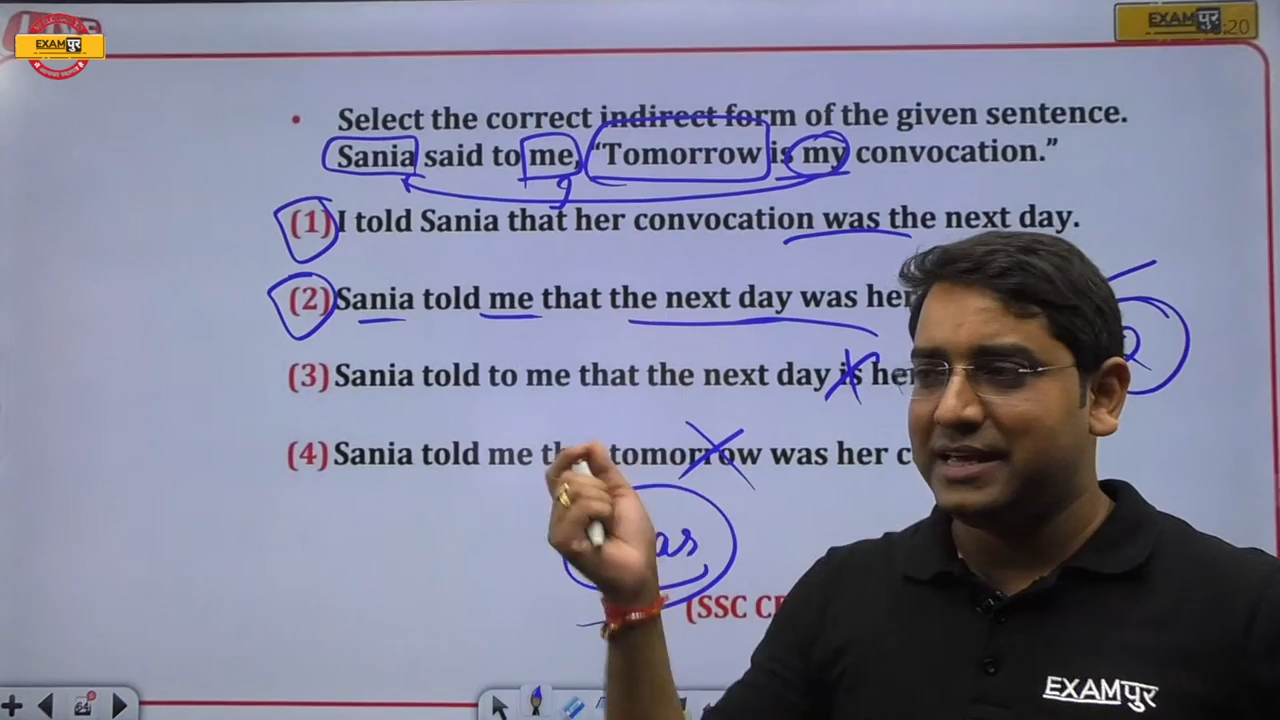 EXAMपुर
EXAMपुर
:20
• Select the correct indirect form of the given sentence.
Sania said to me, “Tomorrow is my convocation.”
(1) I told Sania that her convocation was the next day.
(2) Sania told me that the next day was her
(3) Sania told to me that the next day is her
(4) Sania told me tomorrow was her
(SSC
64
EXAMपुर